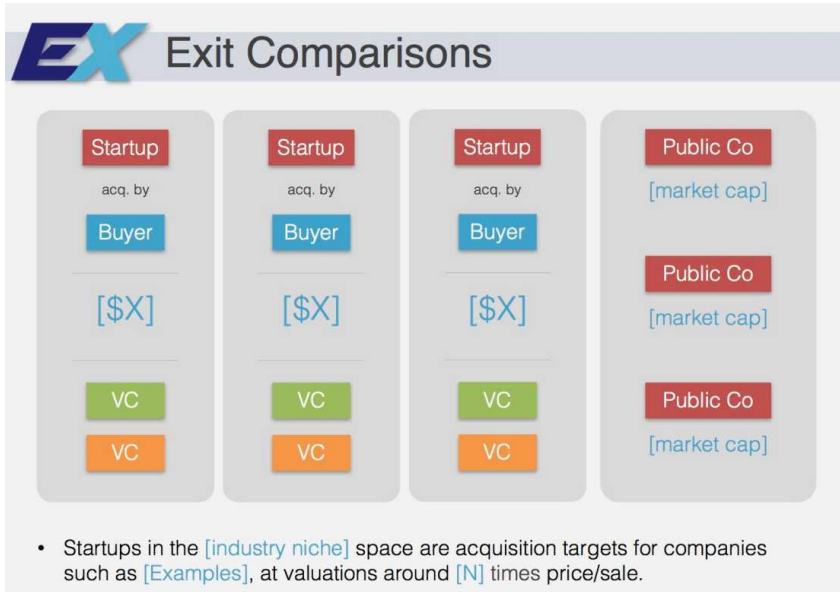 EX Exit Comparisons
Startup
acq. by
Buyer
[$X]
VC
VC
Startup
acq. by
Buyer
[$X]
VC
VC
Startup
acq. by
Buyer
[$X]
VC
VC
Public Co
[market cap]
Public Co
[market cap]
Public Co
[market cap]
• Startups in the [industry niche] space are acquisition targets for companies
such as [Examples], at valuations around [N] times price/sale.